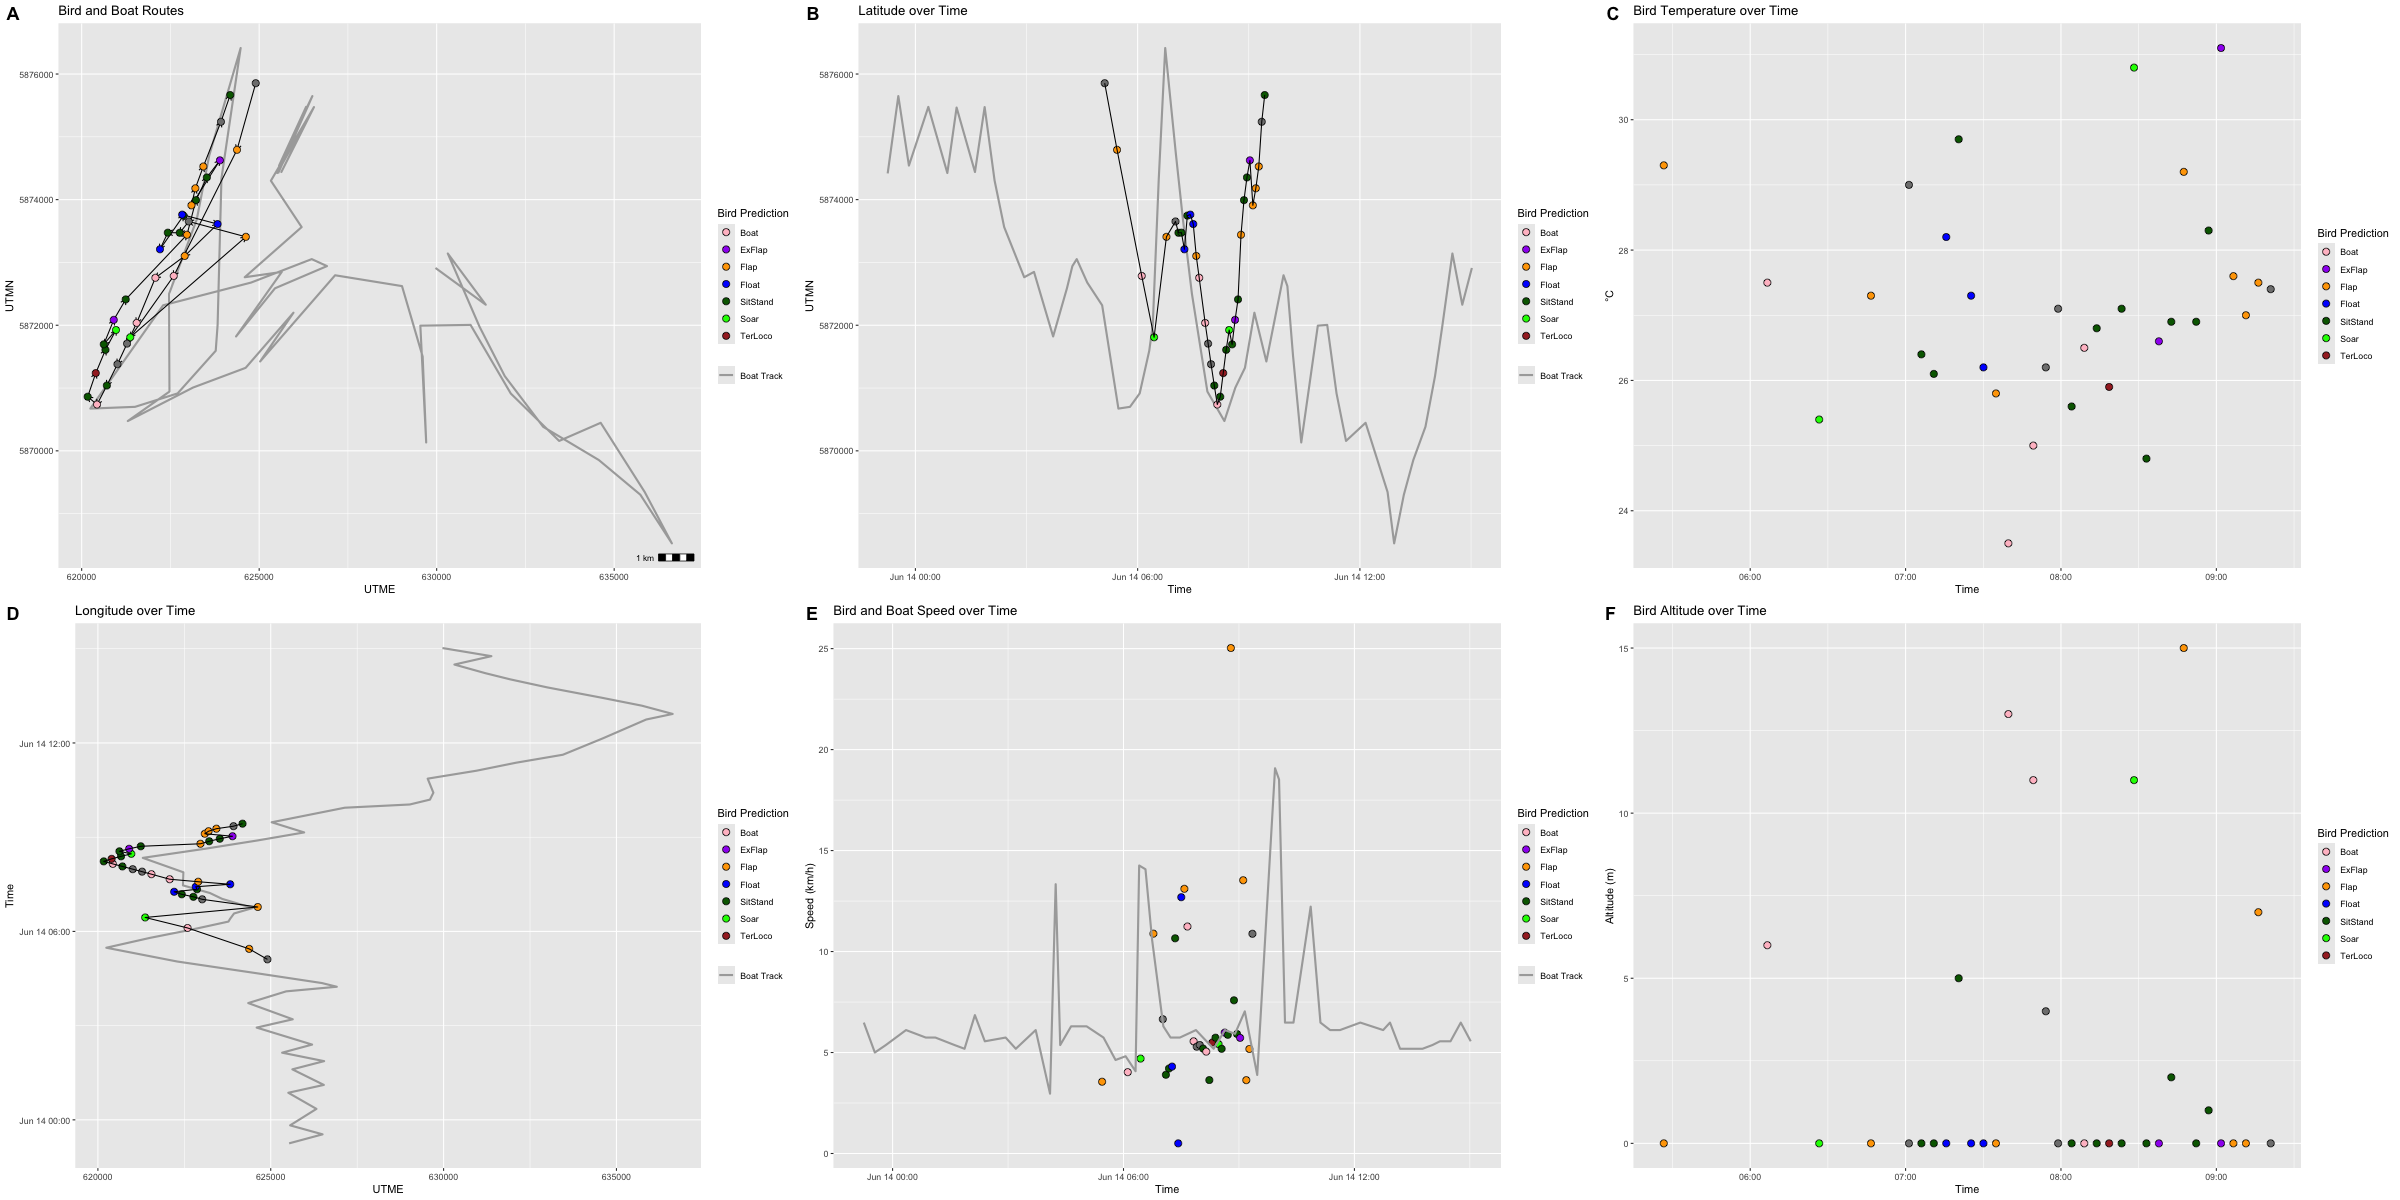 A Bird and Boat Routes
5876000
5874000
5872000
5870000
UTMN
620000 625000 630000 635000
UTME
1 km
Bird Prediction
Boat
ExFlap
Flap
Float
SitStand
Soar
TerLoco
Boat Track
B Latitude over Time
5876000
5874000
5872000
5870000
UTMN
Jun 14 00:00 Jun 14 06:00 Jun 14 12:00
Time
Bird Prediction
Boat
ExFlap
Flap
Float
SitStand
Soar
TerLoco
Boat Track
C Bird Temperature over Time
30
28
26
24
°C
06:00 07:00 08:00 09:00
Time
Bird Prediction
Boat
ExFlap
Flap
Float
SitStand
Soar
TerLoco
D Longitude over Time
Jun 14 12:00
Jun 14 06:00
Jun 14 00:00
Time
620000 625000 630000 635000
UTME
Bird Prediction
Boat
ExFlap
Flap
Float
SitStand
Soar
TerLoco
Boat Track
E Bird and Boat Speed over Time
25
20
15
10
5
0
Speed (km/h)
Jun 14 00:00 Jun 14 06:00 Jun 14 12:00
Time
Bird Prediction
Boat
ExFlap
Flap
Float
SitStand
Soar
TerLoco
Boat Track
F Bird Altitude over Time
15
10
5
0
Altitude (m)
06:00 07:00 08:00 09:00
Time
Bird Prediction
Boat
ExFlap
Flap
Float
SitStand
Soar
TerLoco